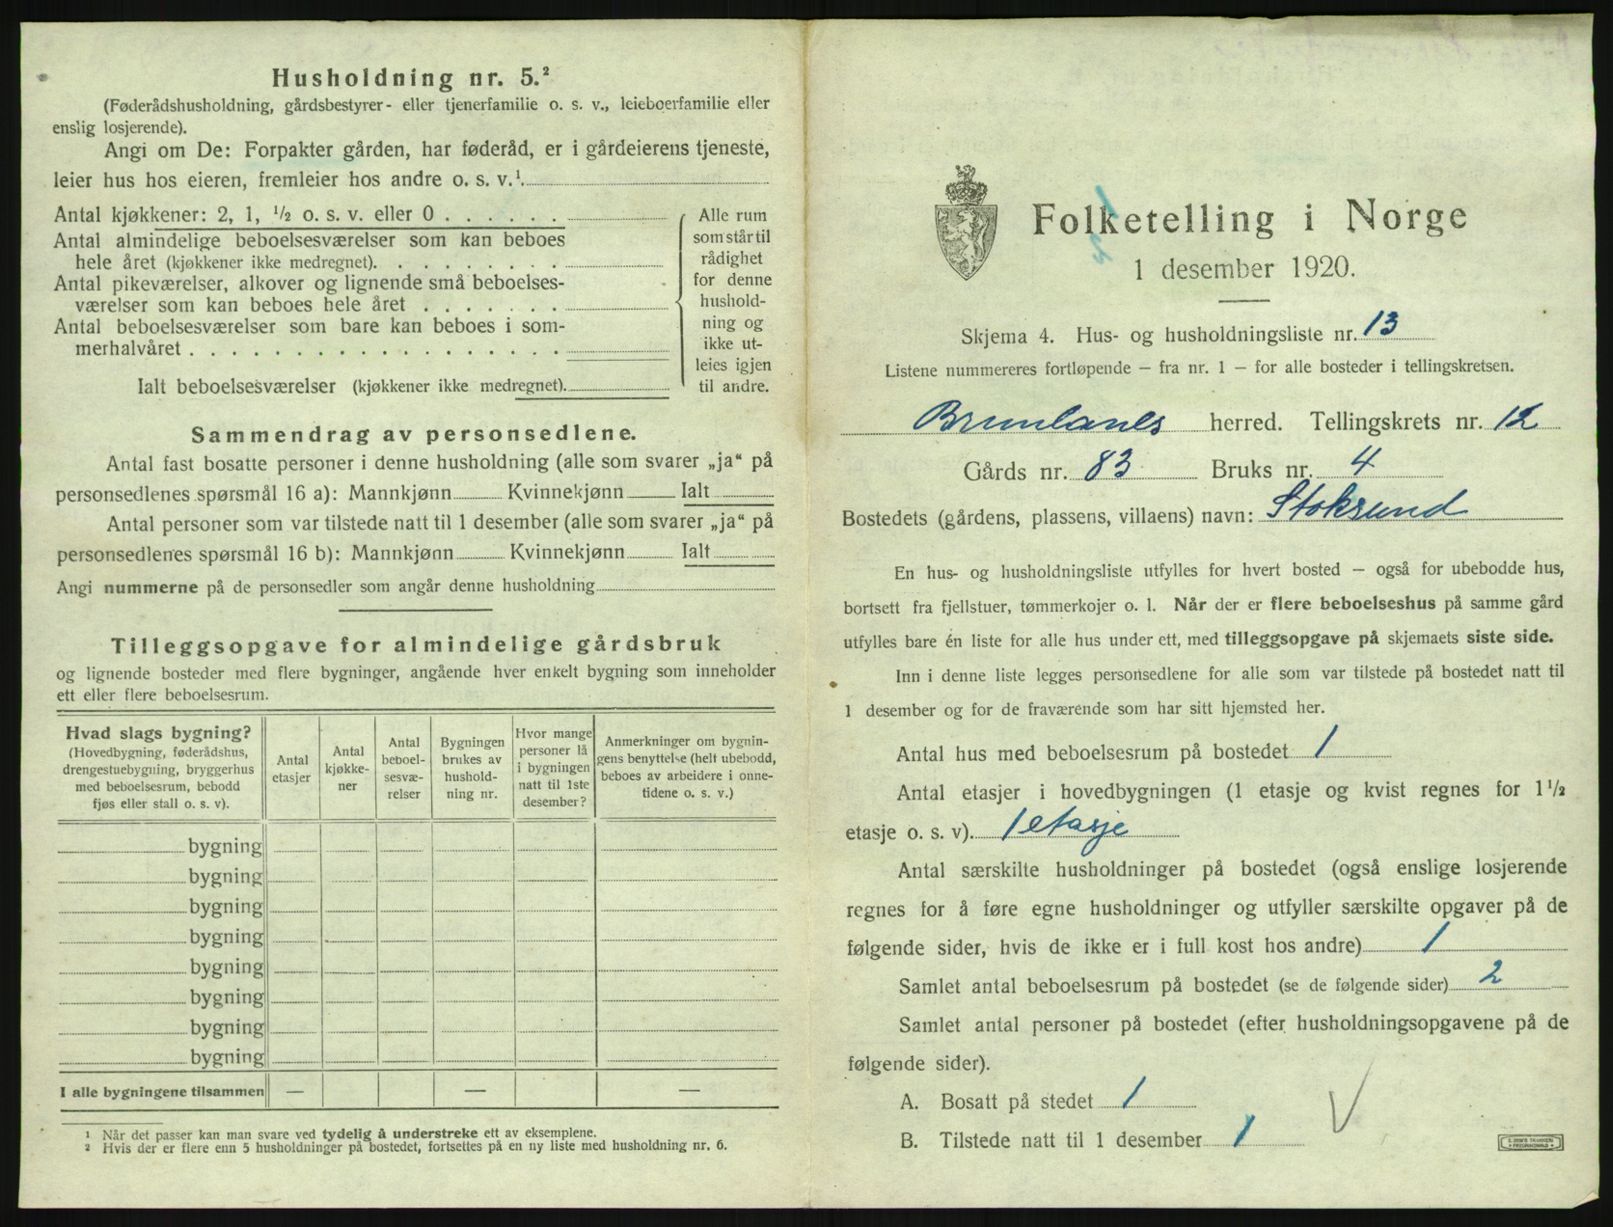 Husholdning nr. 5.²
(Føderådshusholdning, gårdsbestyrer- eller tjenerfamilie o. s. v., leieboerfamilie eller
enslig losjerende).
Angi om De: Forpakter gården, har føderåd, er i gårdeierens tjeneste,
leier hus hos eieren, fremleier hos andre o. s. v.¹.
Antal kjøkkener: 2, 1, ½ o. s. v. eller 0 . . . . . .
Antal almindelige beboelsesværelser som kan beboes
hele året (kjøkkener ikke medregnet). . . . . . . . .
Antal pikeværelser, alkover og lignende små beboelses-
værelser som kan beboes hele året . . . . . . .
Antal beboelsesværelser som bare kan beboes i som-
merhalvåret . . . . . . . . . . . . . . . . . .
Ialt beboelsesværelser (kjøkkener ikke medregnet).
Alle rum
som står til
rådighet
for denne
hushold-
ning og
ikke ut-
leies igjen
til andre.
Sammendrag av personsedlene.
Antal fast bosatte personer i denne husholdning (alle som svarer „ja“ på
personsedlenes spørsmål 16 a): Mannkjønn Kvinnekjønn Ialt
Antal personer som var tilstede natt til 1 desember (alle som svarer „ja“ på
personsedlenes spørsmål 16 b): Mannkjønn Kvinnekjønn Ialt
Angi nummerne på de personsedler som angår denne husholdning
Tilleggsopgave for almindelige gårdsbruk
og lignende bosteder med flere bygninger, angående hver enkelt bygning som inneholder
ett eller flere beboelsesrum.
Hvad slags bygning?
(Hovedbygning, føderådshus,
drengestuebygning, bryggerhus
med beboelsesrum, bebodd
fjøs eller stall o. s. v).
Antal
etasjer
Antal
kjøkke-
ner
Antal
beboel-
sesvæ-
relser
Bygningen
brukes av
hushold-
ning nr.
Hvor mange
personer lå
i bygningen
natt til 1ste
desember?
Anmerkninger om bygnin-
gens benyttelse (helt ubebodd,
beboes av arbeidere i onne-
tidene o. s. v.)
bygning
bygning
bygning
bygning
bygning
bygning
bygning
bygning
I alle bygningene tilsammen — — —
¹ Når det passer kan man svare ved tydelig å understreke ett av eksemplene.
² Hvis der er flere enn 5 husholdninger på bostedet, fortsettes på en ny liste med husholdning nr. 6.
Folketelling i Norge
1 desember 1920.
Skjema 4. Hus- og husholdningsliste nr. 13
Listene nummereres fortløpende — fra nr. 1 — for alle bosteder i tellingskretsen.
Brunlanes herred. Tellingskrets nr. 12
Gårds nr. 83 Bruks nr. 4
Bostedets (gårdens, plassens, villaens) navn: Stoksund
En hus- og husholdningsliste utfylles for hvert bosted — også for ubebodde hus,
bortsett fra fjellstuer, tømmerkojer o. l. Når der er flere beboelseshus på samme gård
utfylles bare én liste for alle hus under ett, med tilleggsopgave på skjemaets siste side.
Inn i denne liste legges personsedlene for alle som var tilstede på bostedet natt til
1 desember og for de fraværende som har sitt hjemsted her.
Antal hus med beboelsesrum på bostedet 1
Antal etasjer i hovedbygningen (1 etasje og kvist regnes for 1½
etasje o. s. v). 1 etasje
Antal særskilte husholdninger på bostedet (også enslige losjerende
regnes for å føre egne husholdninger og utfyller særskilte opgaver på de
følgende sider, hvis de ikke er i full kost hos andre) 1
Samlet antal beboelsesrum på bostedet (se de følgende sider) 2
Samlet antal personer på bostedet (efter husholdningsopgavene på de
følgende sider).
A. Bosatt på stedet 1
B. Tilstede natt til 1 desember 1